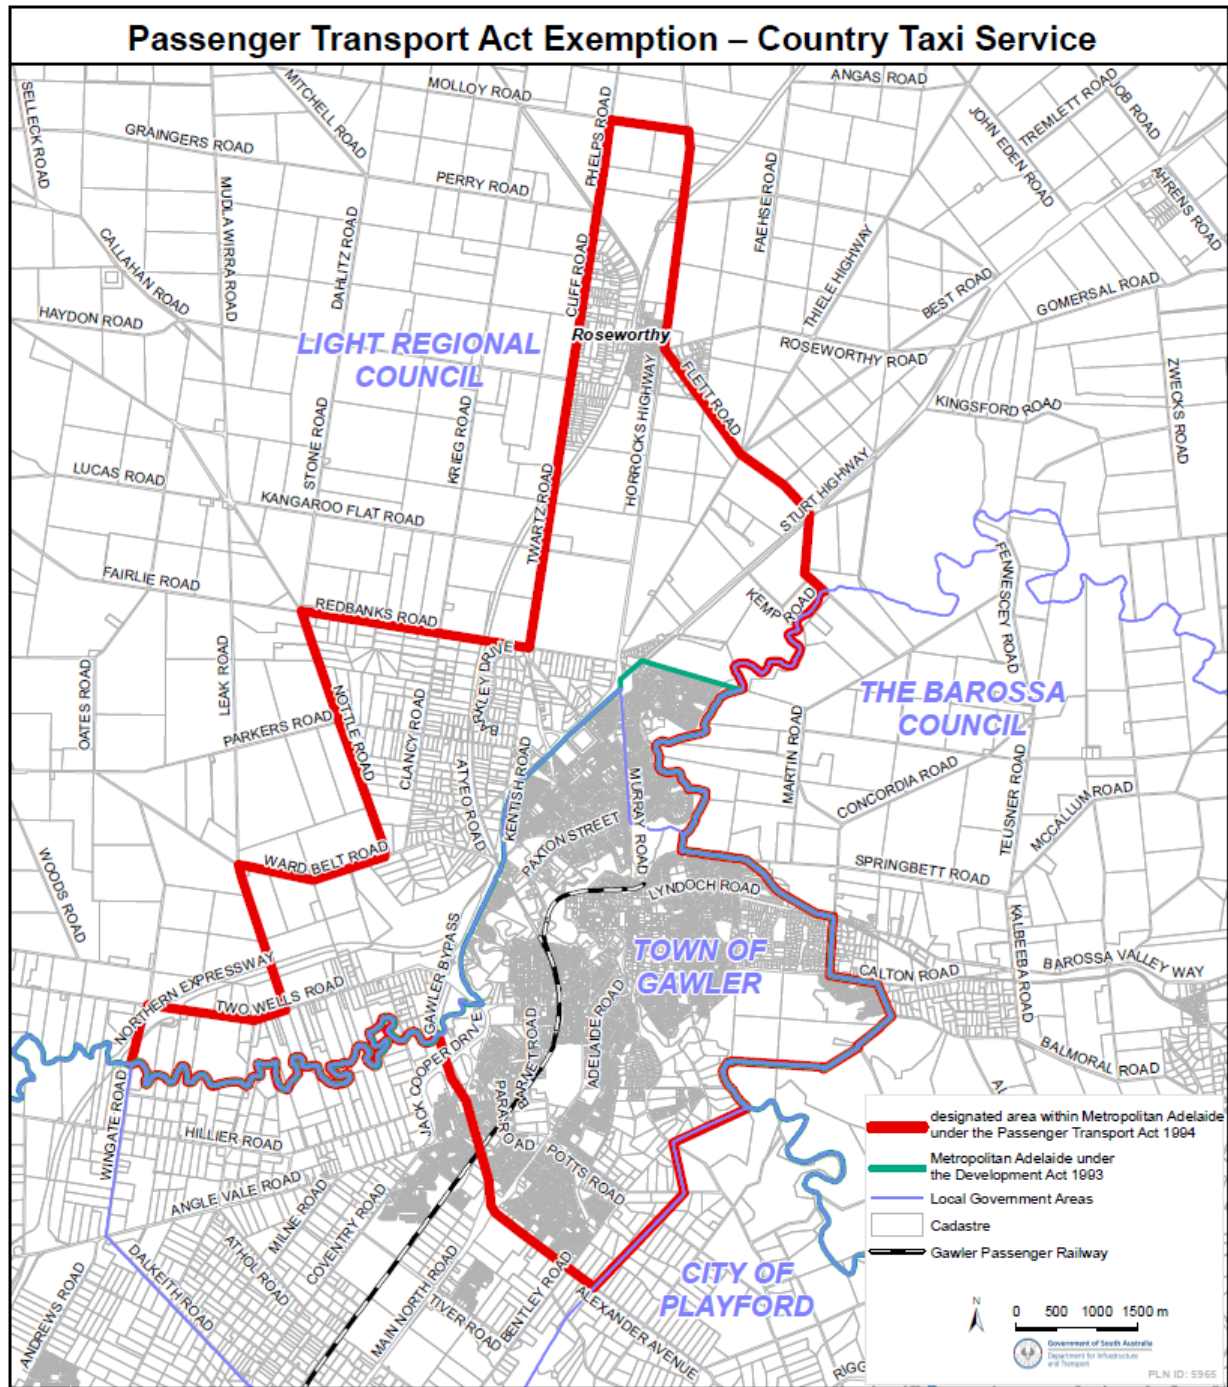 Passenger Transport Act Exemption – Country Taxi Service
SELLECK ROAD
MITCHELL ROAD
MOLLOY ROAD
PHELPS ROAD
ANGAS ROAD
JOHN EDEN ROAD
TREMLETT ROAD
JOB ROAD
GRAINGERS ROAD
PERRY ROAD
FAEHSE ROAD
AHRENS ROAD
MUDLA WIRRA ROAD
CALLAHAN ROAD
DAHLITZ ROAD
CLIFF ROAD
THIELE HIGHWAY
BEST ROAD
GOMERSAL ROAD
HAYDON ROAD
LIGHT REGIONAL
COUNCIL
Roseworthy
ROSEWORTHY ROAD
FLETT ROAD
ZWECKS ROAD
HORROCKS HIGHWAY
KINGSFORD ROAD
STONE ROAD
KRIEG ROAD
LUCAS ROAD
KANGAROO FLAT ROAD
TWARTZ ROAD
STURT HIGHWAY
FENNESCEY ROAD
FAIRLIE ROAD
REDBANKS ROAD
KEMP ROAD
LEAK ROAD
OATES ROAD
BARKLEY DRIVE
THE BAROSSA
COUNCIL
NOTTLE ROAD
PARKERS ROAD
CLANCY ROAD
ATYEO ROAD
KENTISH ROAD
MARTIN ROAD
CONCORDIA ROAD
TEUSNER ROAD
MCCALLUM ROAD
MURRAY ROAD
PAXTON STREET
WARD BELT ROAD
WOODS ROAD
SPRINGBETT ROAD
LYNDOCH ROAD
KALBEEBA ROAD
TOWN OF
GAWLER
CALTON ROAD
BAROSSA VALLEY WAY
NORTHERN EXPRESSWAY
GAWLER BYPASS
TWO WELLS ROAD
BARNET ROAD
ADELAIDE ROAD
JACK COOPER DRIVE
BALMORAL ROAD
WINGATE ROAD
HILLIER ROAD
PARA ROAD
POTTS ROAD
ANGLE VALE ROAD
MILNE ROAD
COVENTRY ROAD
ATHOL ROAD
DALKEITH ROAD
ANDREWS ROAD
MAIN NORTH ROAD
TIVER ROAD
BENTLEY ROAD
ALEXANDER AVENUE
CITY OF
PLAYFORD
RIGG
designated area within Metropolitan Adelaide
under the Passenger Transport Act 1994
Metropolitan Adelaide under
the Development Act 1993
Local Government Areas
Cadastre
Gawler Passenger Railway
N
0 500 1000 1500 m
Government of South Australia
Department for Infrastructure
and Transport
PLN ID: 5965